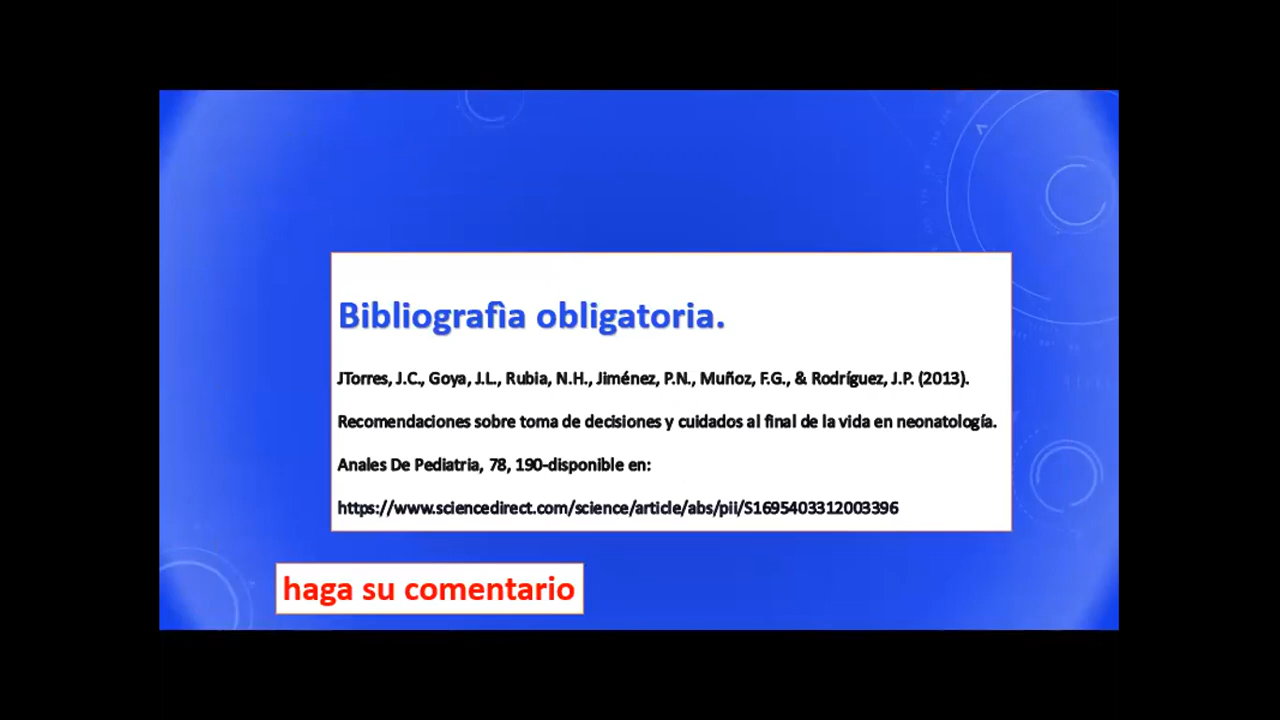 Bibliografìa obligatoria.
JTorres, J.C., Goya, J.L., Rubia, N.H., Jiménez, P.N., Muñoz, F.G., & Rodríguez, J.P. (2013).
Recomendaciones sobre toma de decisiones y cuidados al final de la vida en neonatología.
Anales De Pediatria, 78, 190-disponible en:
https://www.sciencedirect.com/science/article/abs/pii/S1695403312003396
haga su comentario